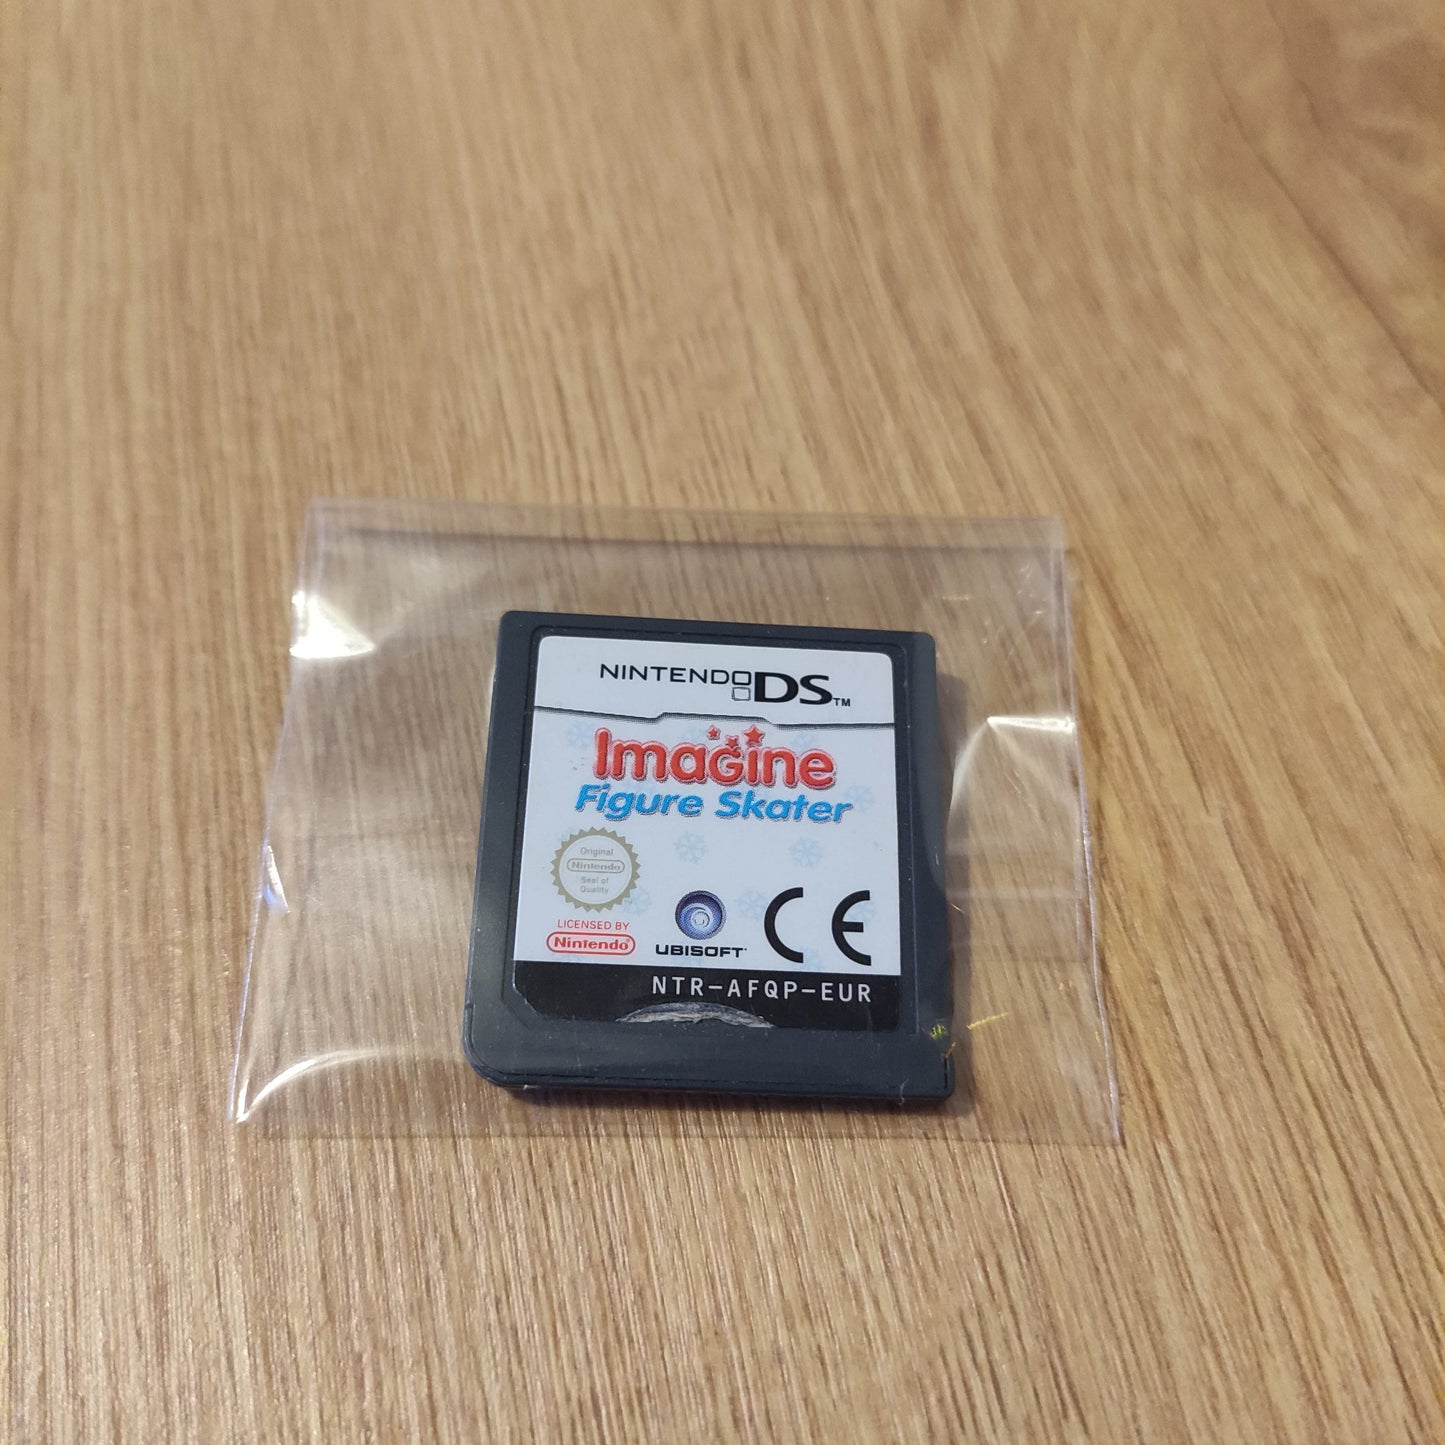 NINTENDO DS™
Imagine
Figure Skater
Original
Nintendo
Seal of
Quality
LICENSED BY
Nintendo®
UBISOFT
CE
NTR-AFQP-EUR